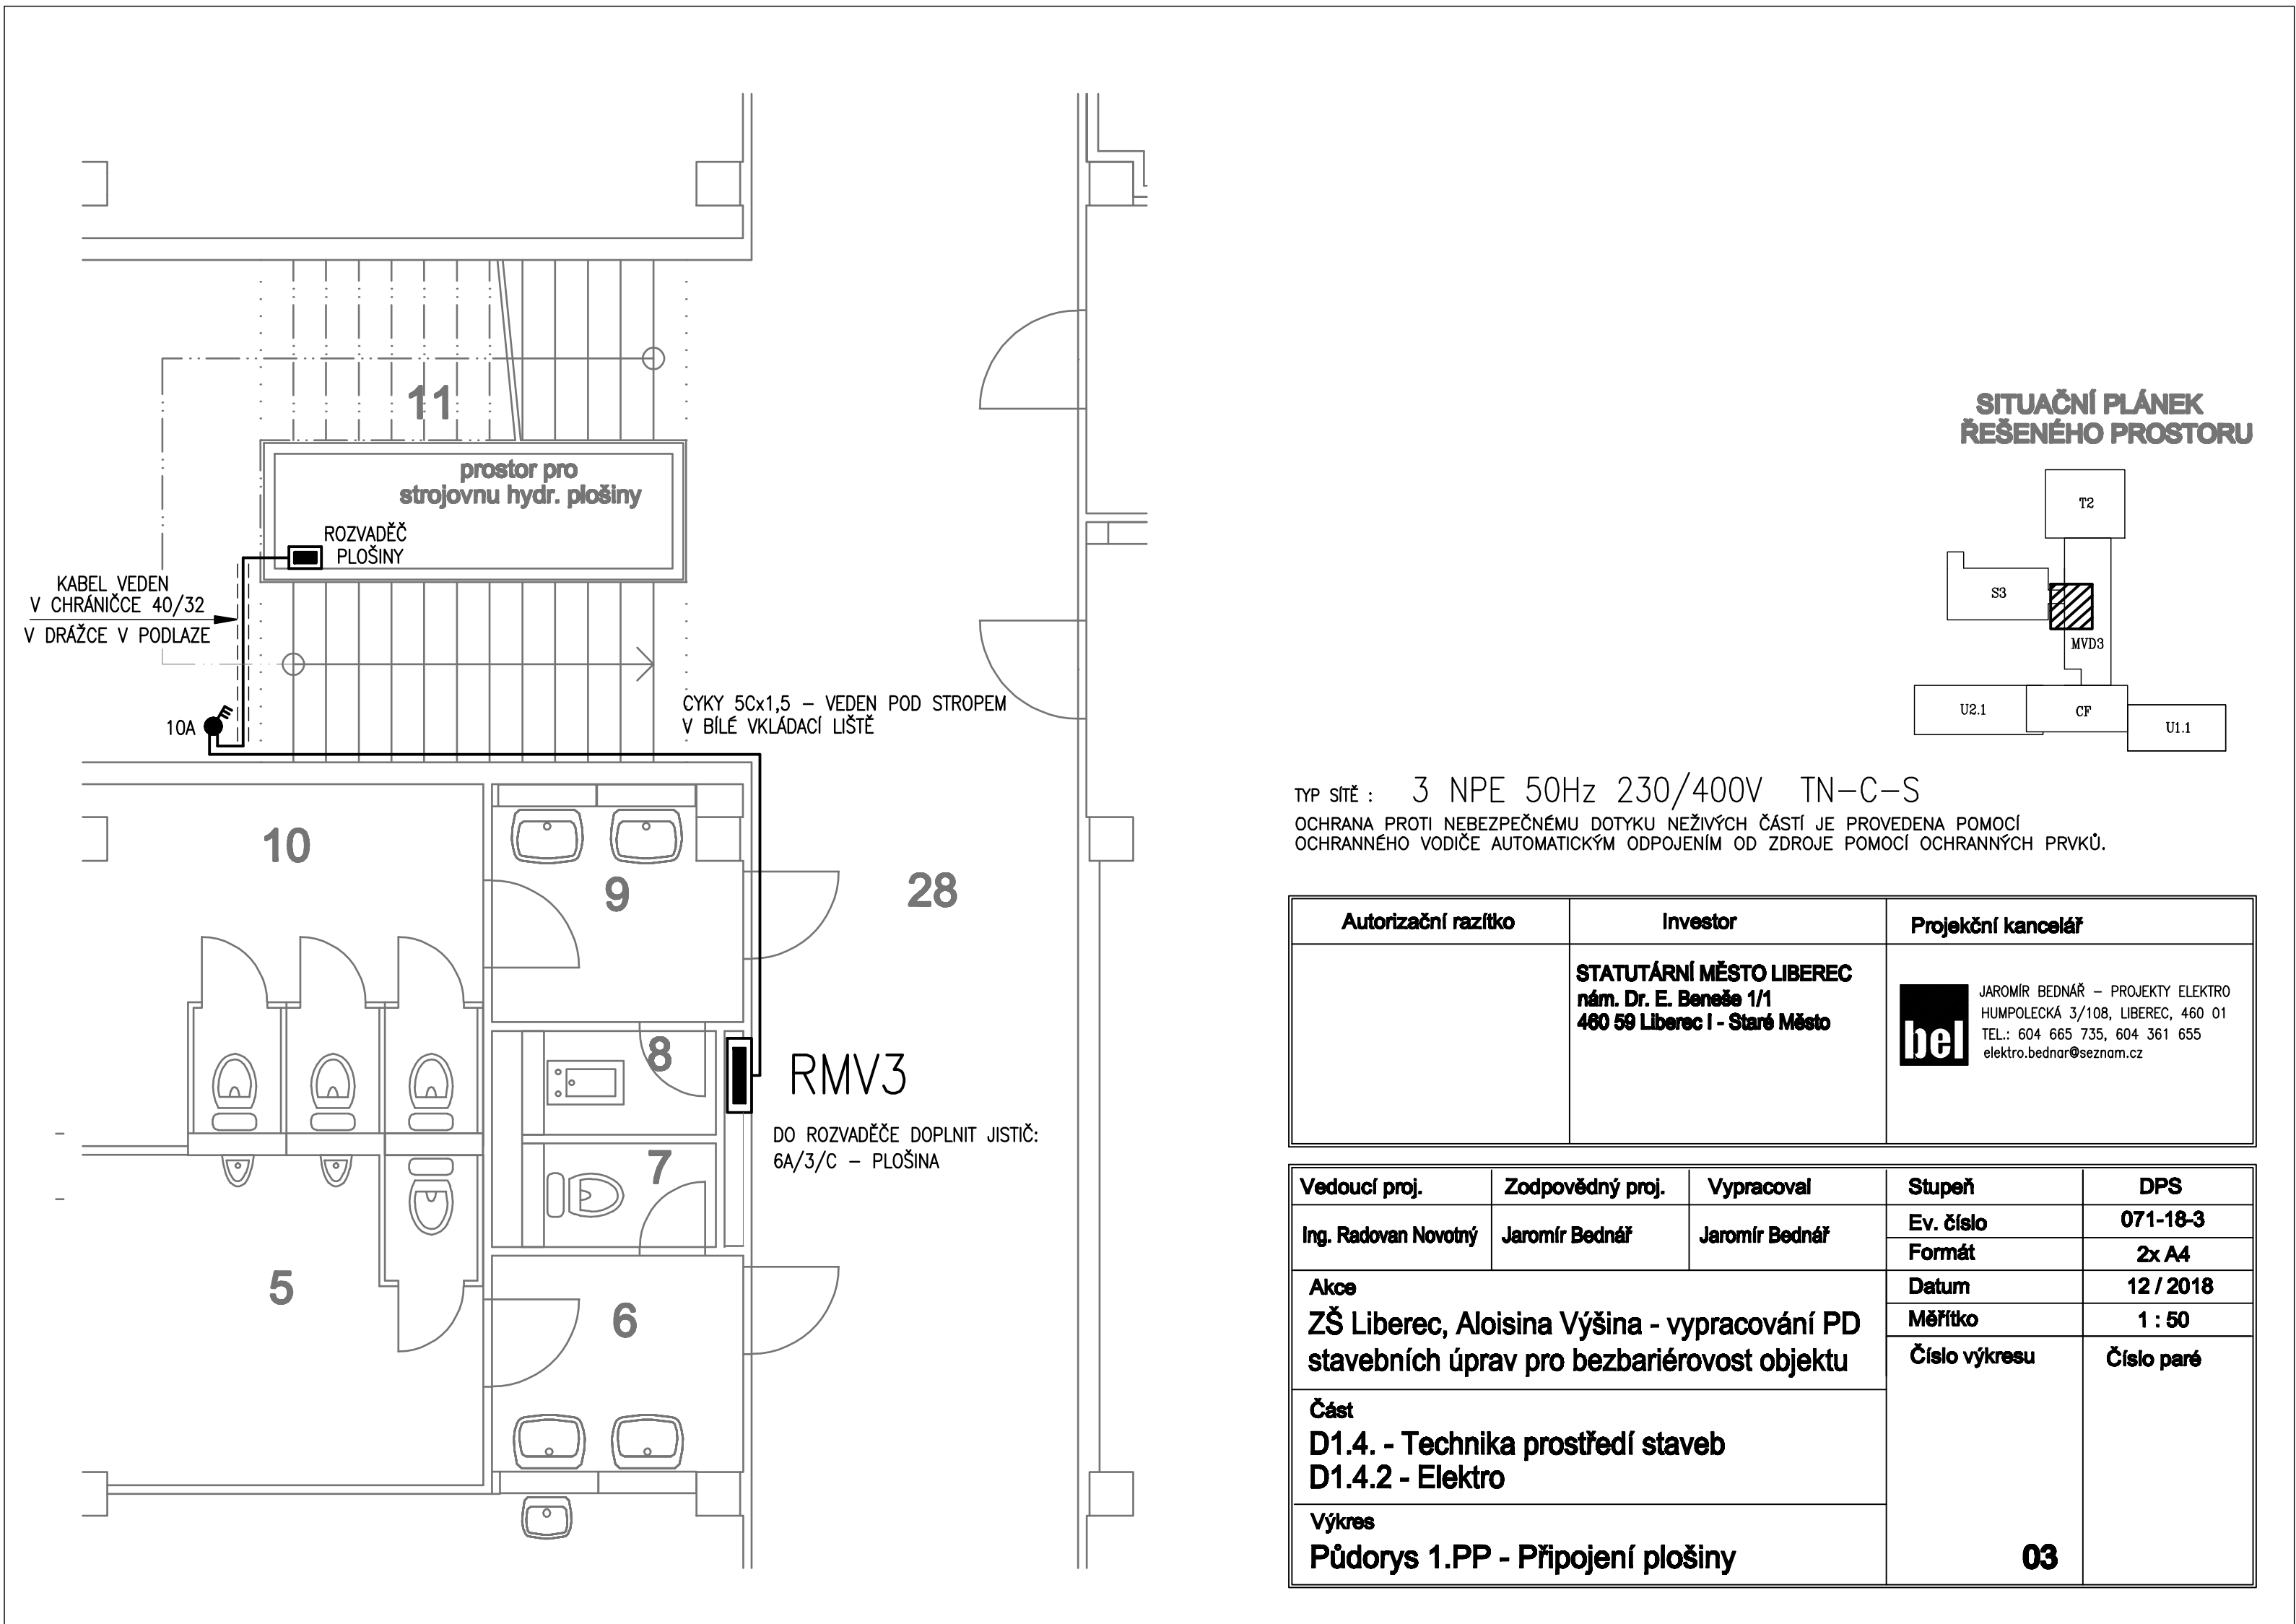 11
prostor pro
strojovnu hydr. plošiny
ROZVADĚČ
PLOŠINY
KABEL VEDEN
V CHRÁNIČCE 40/32
V DRÁŽCE V PODLAZE
10A
CYKY 5Cx1,5 – VEDEN POD STROPEM
V BÍLÉ VKLÁDACÍ LIŠTĚ
10
9
28
8
RMV3
DO ROZVADĚČE DOPLNIT JISTIČ:
6A/3/C – PLOŠINA
7
5
6
SITUAČNÍ PLÁNEK
ŘEŠENÉHO PROSTORU
T2
S3
MVD3
U2.1
CF
U1.1
TYP SÍTĚ : 3 NPE 50Hz 230/400V TN–C–S
OCHRANA PROTI NEBEZPEČNÉMU DOTYKU NEŽIVÝCH ČÁSTÍ JE PROVEDENA POMOCÍ
OCHRANNÉHO VODIČE AUTOMATICKÝM ODPOJENÍM OD ZDROJE POMOCÍ OCHRANNÝCH PRVKŮ.
Autorizační razítko
Investor
Projekční kancelář
STATUTÁRNÍ MĚSTO LIBEREC
nám. Dr. E. Beneše 1/1
460 59 Liberec I - Staré Město
bel
JAROMÍR BEDNÁŘ – PROJEKTY ELEKTRO
HUMPOLECKÁ 3/108, LIBEREC, 460 01
TEL.: 604 665 735, 604 361 655
elektro.bednar@seznam.cz
Vedoucí proj.
Zodpovědný proj.
Vypracoval
Stupeň
DPS
Ing. Radovan Novotný
Jaromír Bednář
Jaromír Bednář
Ev. číslo
071-18-3
Formát
2x A4
Akce
ZŠ Liberec, Aloisina Výšina - vypracování PD
stavebních úprav pro bezbariérovost objektu
Datum
12 / 2018
Měřítko
1 : 50
Číslo výkresu
Číslo paré
Část
D1.4. - Technika prostředí staveb
D1.4.2 - Elektro
Výkres
Půdorys 1.PP - Připojení plošiny
03